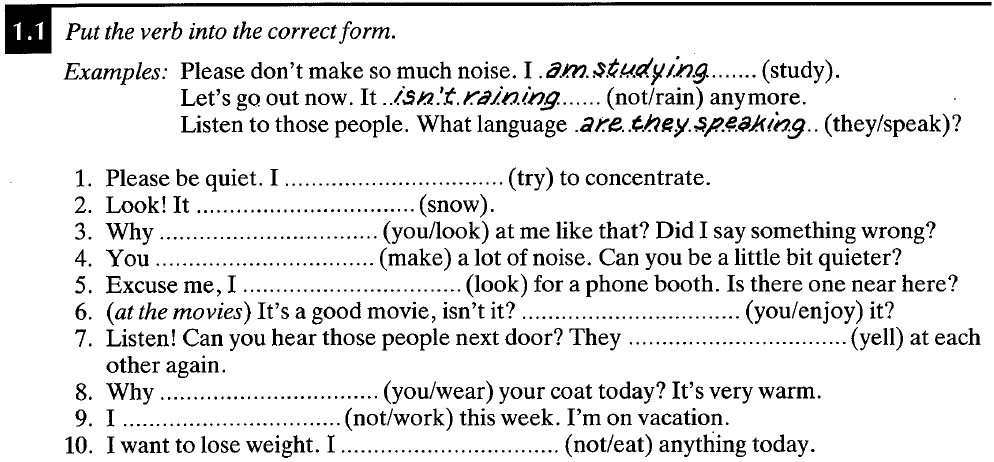 1.1 Put the verb into the correct form.
Examples: Please don't make so much noise. I .am.studying....... (study).
Let's go out now. It ..isn't.raining...... (not/rain) anymore.
Listen to those people. What language .are.they.speaking.. (they/speak)?
1. Please be quiet. I ................................ (try) to concentrate.
2. Look! It ................................ (snow).
3. Why ................................ (you/look) at me like that? Did I say something wrong?
4. You ................................ (make) a lot of noise. Can you be a little bit quieter?
5. Excuse me, I ................................ (look) for a phone booth. Is there one near here?
6. (at the movies) It's a good movie, isn't it? ................................ (you/enjoy) it?
7. Listen! Can you hear those people next door? They ................................ (yell) at each
other again.
8. Why ................................ (you/wear) your coat today? It's very warm.
9. I ................................ (not/work) this week. I'm on vacation.
10. I want to lose weight. I ................................ (not/eat) anything today.